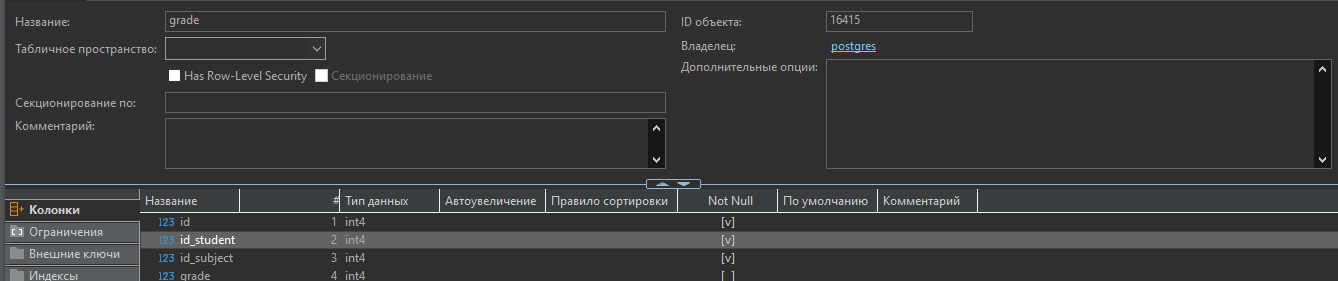 Название: grade ID объекта: 16415
Табличное пространство: Владелец: postgres
Has Row-Level Security Секционирование Дополнительные опции:
Секционирование по:
Комментарий:
Название # Тип данных Автоувеличение Правило сортировки Not Null По умолчанию Комментарий
Колонки 123 id 1 int4 [v]
Ограничения 123 id_student 2 int4 [v]
Внешние ключи 123 id_subject 3 int4 [v]
Индексы 123 grade 4 int4 [ ]